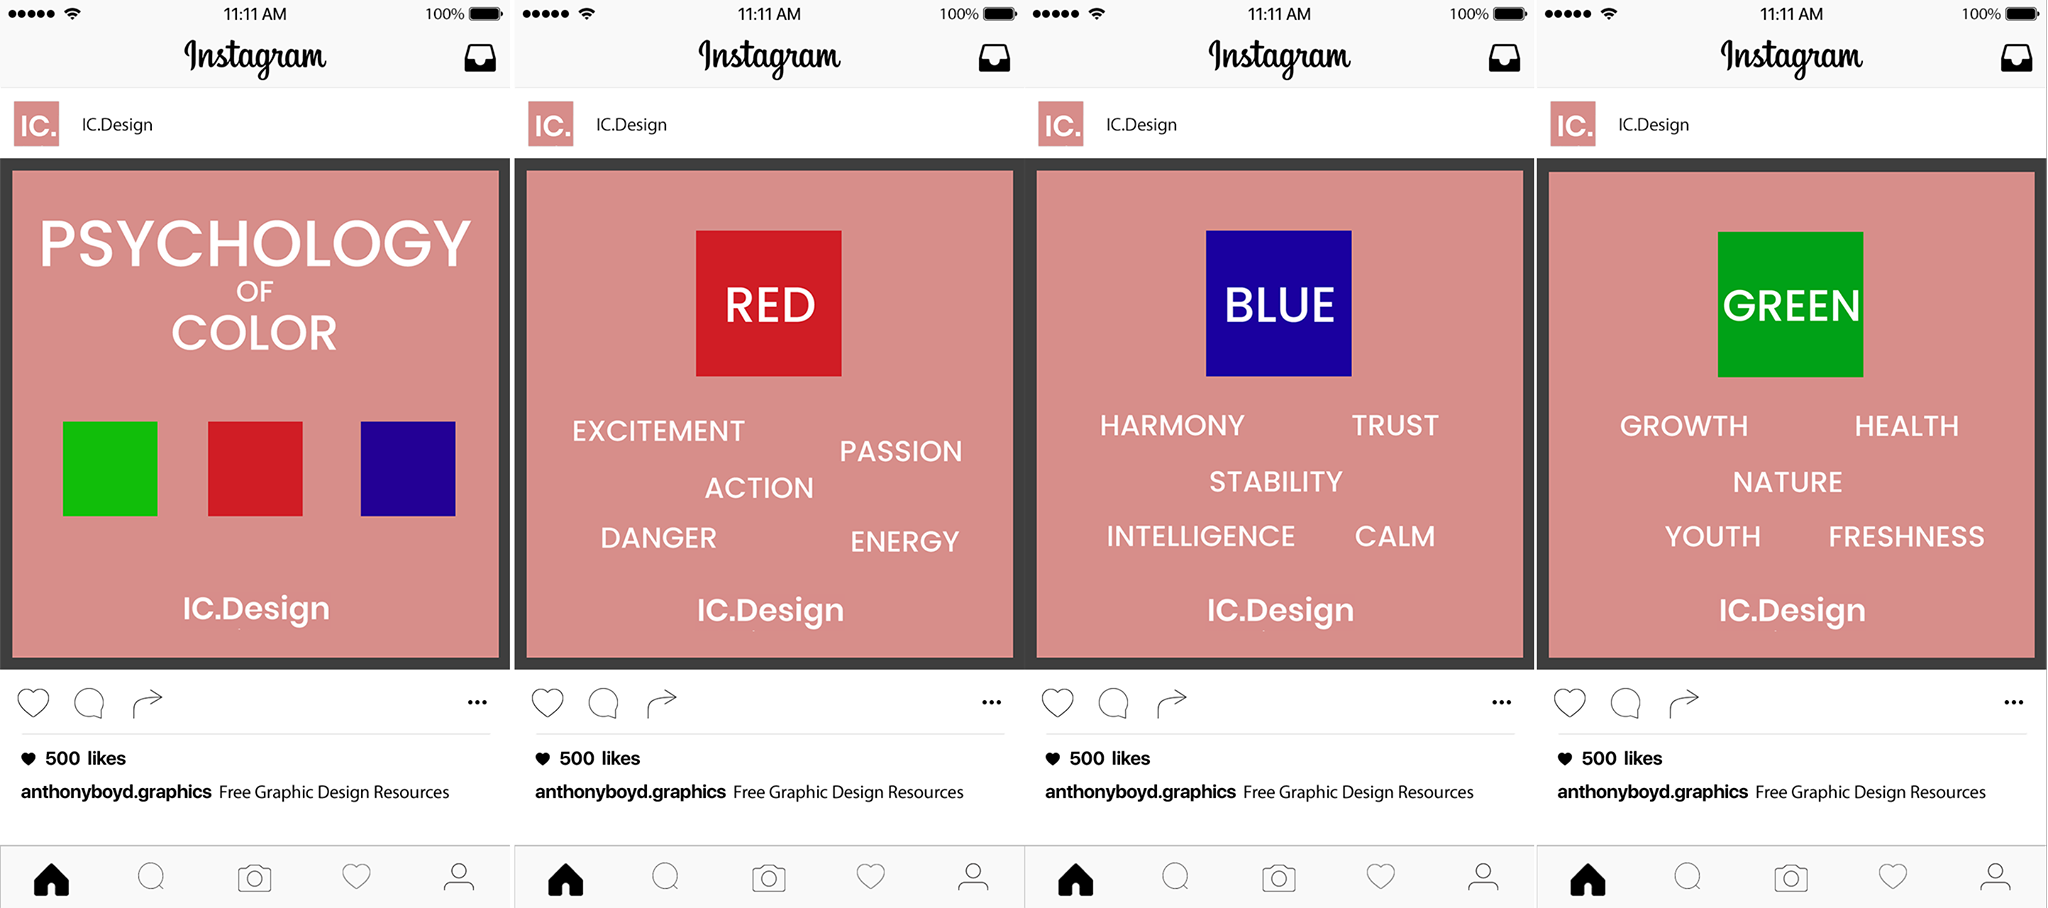 11:11 AM 100%
Instagram
IC. IC.Design
PSYCHOLOGY
OF
COLOR
IC.Design
500 likes
anthonyboyd.graphics Free Graphic Design Resources
11:11 AM 100%
Instagram
IC. IC.Design
RED
EXCITEMENT
PASSION
ACTION
DANGER
ENERGY
IC.Design
500 likes
anthonyboyd.graphics Free Graphic Design Resources
11:11 AM 100%
Instagram
IC. IC.Design
BLUE
HARMONY TRUST
STABILITY
INTELLIGENCE CALM
IC.Design
500 likes
anthonyboyd.graphics Free Graphic Design Resources
11:11 AM 100%
Instagram
IC. IC.Design
GREEN
GROWTH HEALTH
NATURE
YOUTH FRESHNESS
IC.Design
500 likes
anthonyboyd.graphics Free Graphic Design Resources